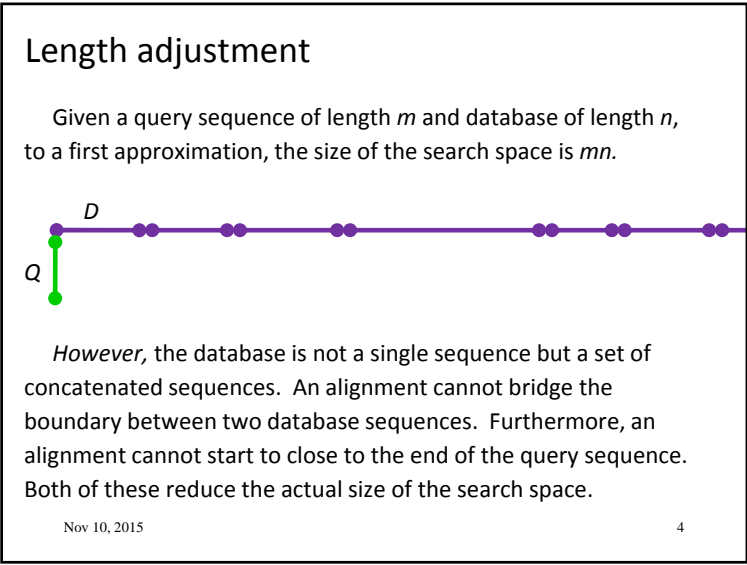 Length adjustment
Given a query sequence of length m and database of length n,
to a first approximation, the size of the search space is mn.
D
Q
However, the database is not a single sequence but a set of
concatenated sequences.  An alignment cannot bridge the
boundary between two database sequences.  Furthermore, an
alignment cannot start to close to the end of the query sequence.
Both of these reduce the actual size of the search space.
Nov 10, 2015
4